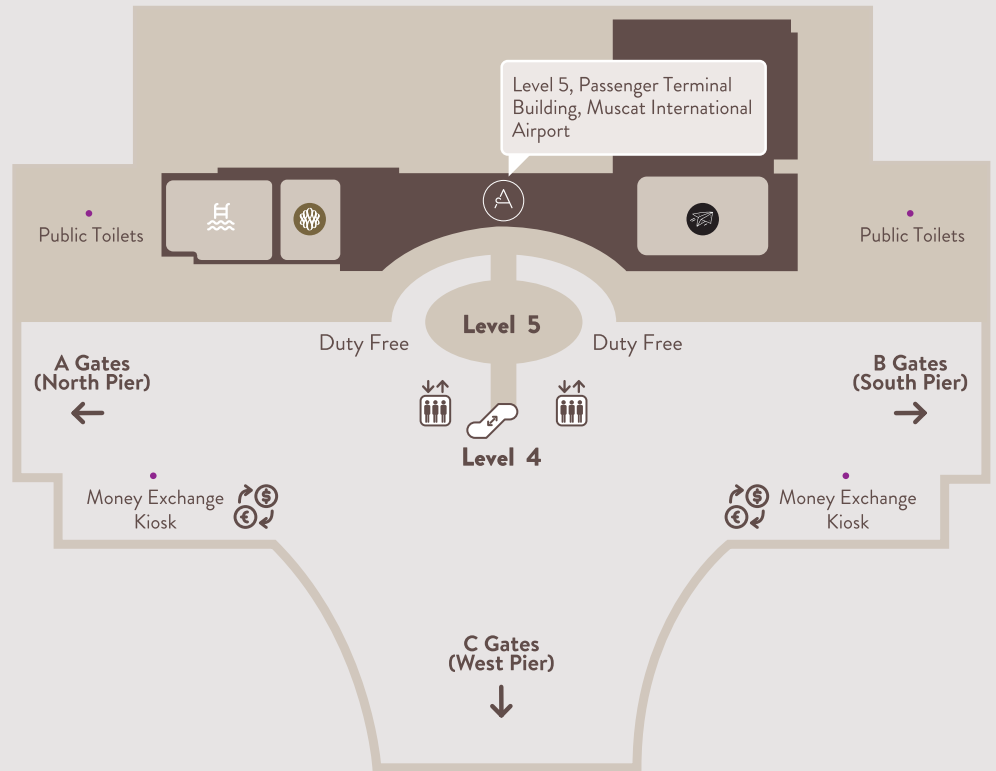 Level 5, Passenger Terminal
Building, Muscat International
Airport
Public Toilets
Public Toilets
Level 5
Duty Free
Duty Free
A Gates
(North Pier)
B Gates
(South Pier)
Level 4
Money Exchange
Kiosk
$
€
$
€
Money Exchange
Kiosk
C Gates
(West Pier)